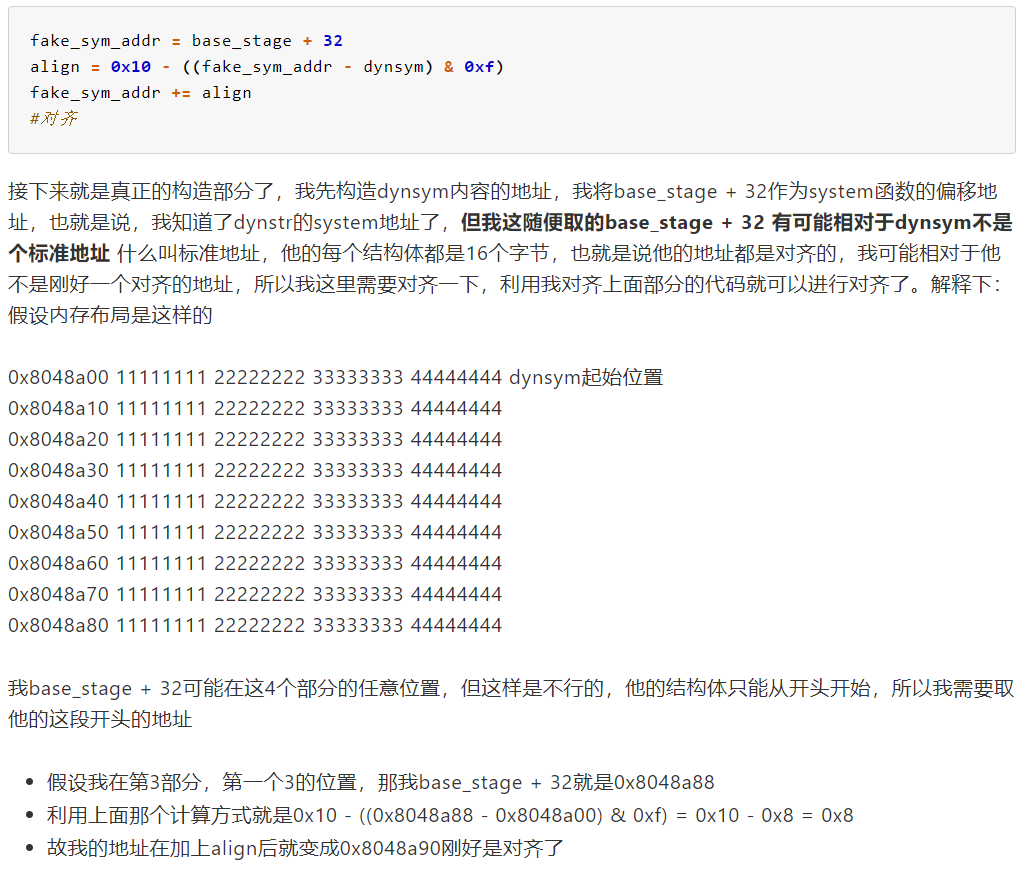 fake_sym_addr = base_stage + 32
align = 0x10 - ((fake_sym_addr - dynsym) & 0xf)
fake_sym_addr += align
#对齐
接下来就是真正的构造部分了，我先构造dynsym内容的地址，我将base_stage + 32作为system函数的偏移地
址，也就是说，我知道了dynstr的system地址了，但我这随便取的base_stage + 32 有可能相对于dynsym不是
个标准地址 什么叫标准地址，他的每个结构体都是16个字节，也就是说他的地址都是对齐的，我可能相对于他
不是刚好一个对齐的地址，所以我这里需要对齐一下，利用我对齐上面部分的代码就可以进行对齐了。解释下：
假设内存布局是这样的
0x8048a00 11111111 22222222 33333333 44444444 dynsym起始位置
0x8048a10 11111111 22222222 33333333 44444444
0x8048a20 11111111 22222222 33333333 44444444
0x8048a30 11111111 22222222 33333333 44444444
0x8048a40 11111111 22222222 33333333 44444444
0x8048a50 11111111 22222222 33333333 44444444
0x8048a60 11111111 22222222 33333333 44444444
0x8048a70 11111111 22222222 33333333 44444444
0x8048a80 11111111 22222222 33333333 44444444
我base_stage + 32可能在这4个部分的任意位置，但这样是不行的，他的结构体只能从开头开始，所以我需要取
他的这段开头的地址
• 假设我在第3部分，第一个3的位置，那我base_stage + 32就是0x8048a88
• 利用上面那个计算方式就是0x10 - ((0x8048a88 - 0x8048a00) & 0xf) = 0x10 - 0x8 = 0x8
• 故我的地址在加上align后就变成0x8048a90刚好是对齐了